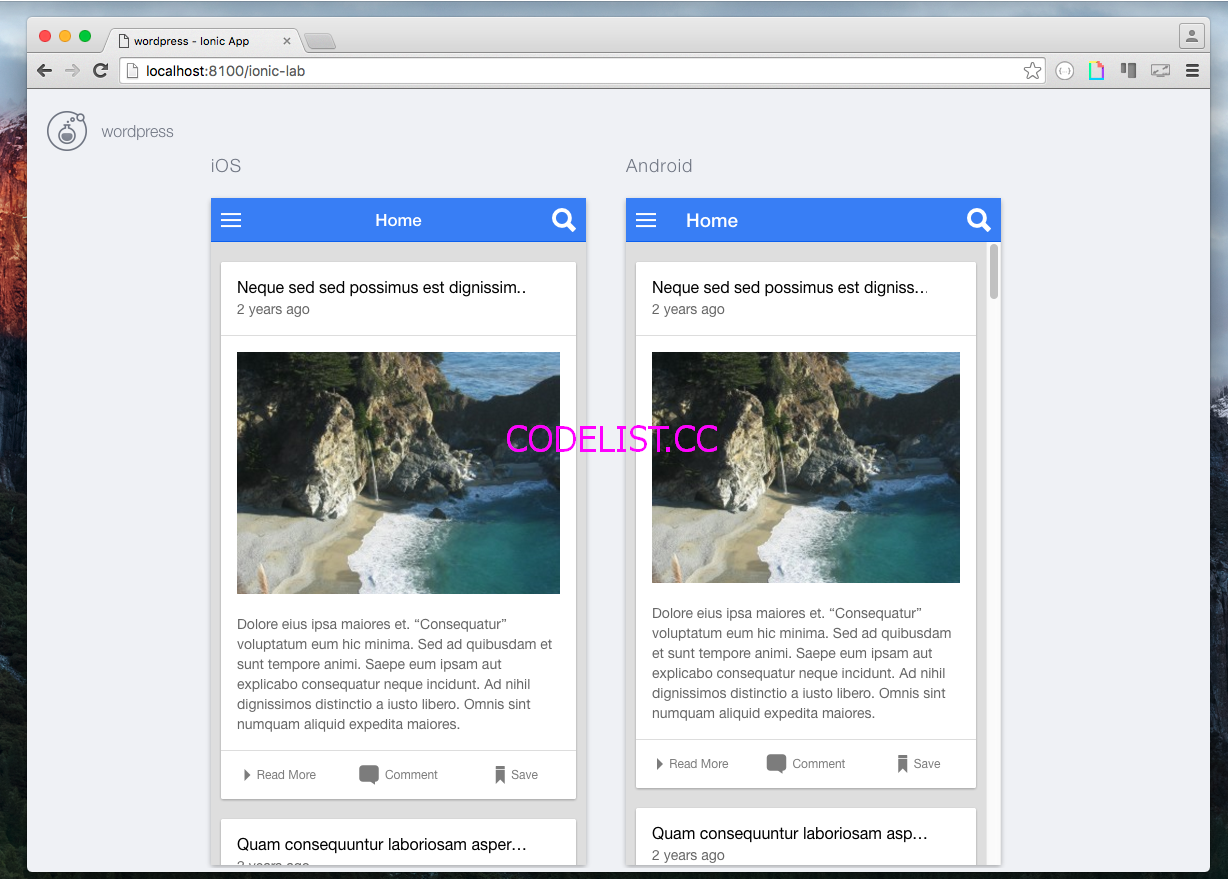 wordpress - Ionic App
localhost:8100/ionic-lab
wordpress
iOS
Home
Neque sed sed possimus est dignissim..
2 years ago
Dolore eius ipsa maiores et. “Consequatur”
voluptatum eum hic minima. Sed ad quibusdam et
sunt tempore animi. Saepe eum ipsam aut
explicabo consequatur neque incidunt. Ad nihil
dignissimos distinctio a iusto libero. Omnis sint
numquam aliquid expedita maiores.
Read More Comment Save
Quam consequuntur laboriosam asper...
2 years ago
Android
Home
Neque sed sed possimus est digniss...
2 years ago
Dolore eius ipsa maiores et. “Consequatur”
voluptatum eum hic minima. Sed ad quibusdam
et sunt tempore animi. Saepe eum ipsam aut
explicabo consequatur neque incidunt. Ad nihil
dignissimos distinctio a iusto libero. Omnis sint
numquam aliquid expedita maiores.
Read More Comment Save
Quam consequuntur laboriosam asp...
2 years ago
CODELIST.CC